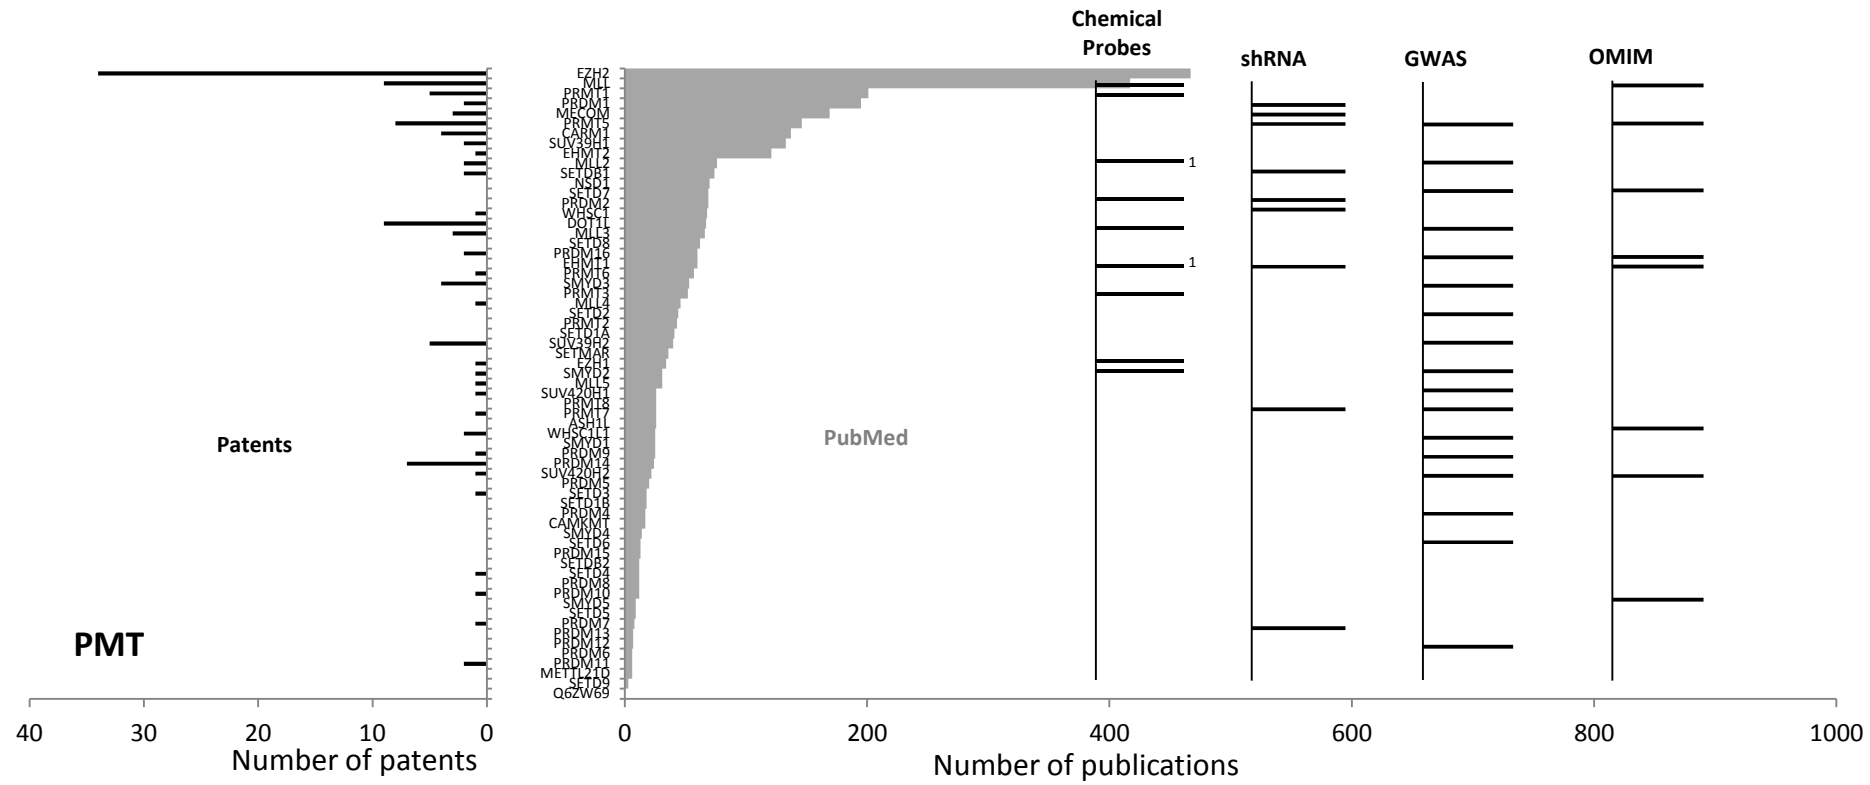 Chemical
Probes
shRNA
GWAS
OMIM
EZH2
MLL
PRMT1
PRDM1
MECOM
PRMT5
CARM1
SUV39H1
EHMT2
MLL2
1
SETDB1
NSD1
SETD7
PRDM2
WHSC1
DOT1L
MLL3
SETD8
PRDM16
EHMT1
1
PRMT6
SMYD3
PRMT3
MLL4
SETD2
PRMT2
SETD1A
SUV39H2
SETMAR
EZH1
SMYD2
MLL5
SUV420H1
PRMT8
PRMT7
ASH1L
WHSC1L1
Patents
PubMed
SMYD1
PRDM9
PRDM14
SUV420H2
PRDM5
SETD3
SETD1B
PRDM4
CAMKMT
SMYD4
SETD6
PRDM15
SETDB2
SETD4
PRDM8
PRDM10
SMYD5
SETD5
PRDM7
PRDM13
PMT
PRDM12
PRDM6
PRDM11
METTL21D
SETD9
Q6ZW69
40 30 20 10 0 0 200 400 600 800 1000
Number of patents
Number of publications